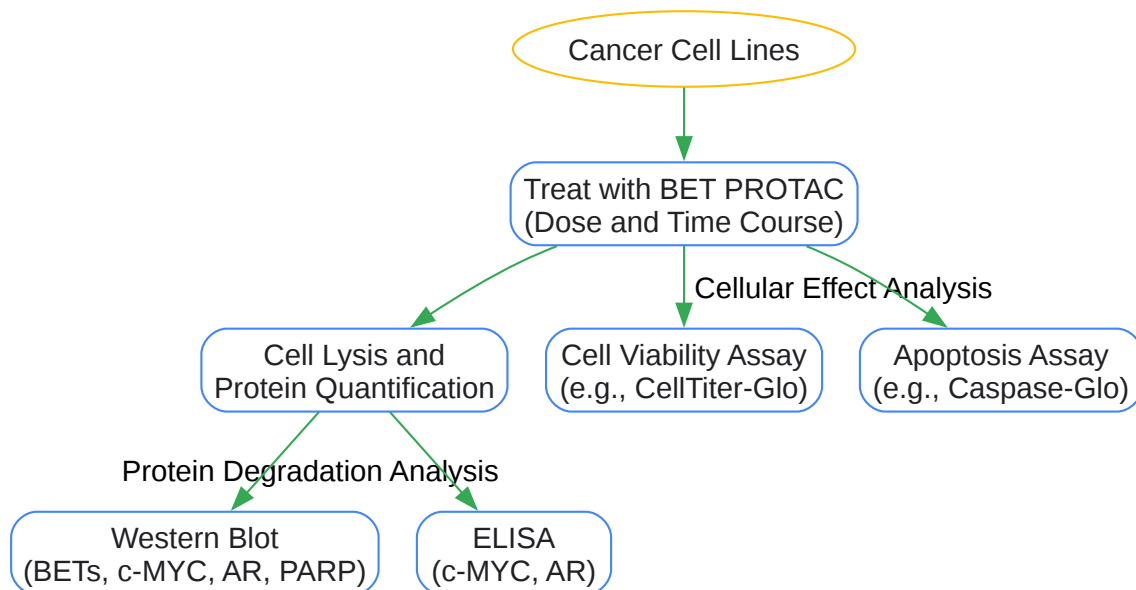 Cancer Cell Lines
Treat with BET PROTAC
(Dose and Time Course)
Cellular Effect Analysis
Cell Lysis and
Protein Quantification
Cell Viability Assay
(e.g., CellTiter-Glo)
Apoptosis Assay
(e.g., Caspase-Glo)
Protein Degradation Analysis
Western Blot
(BETs, c-MYC, AR, PARP)
ELISA
(c-MYC, AR)